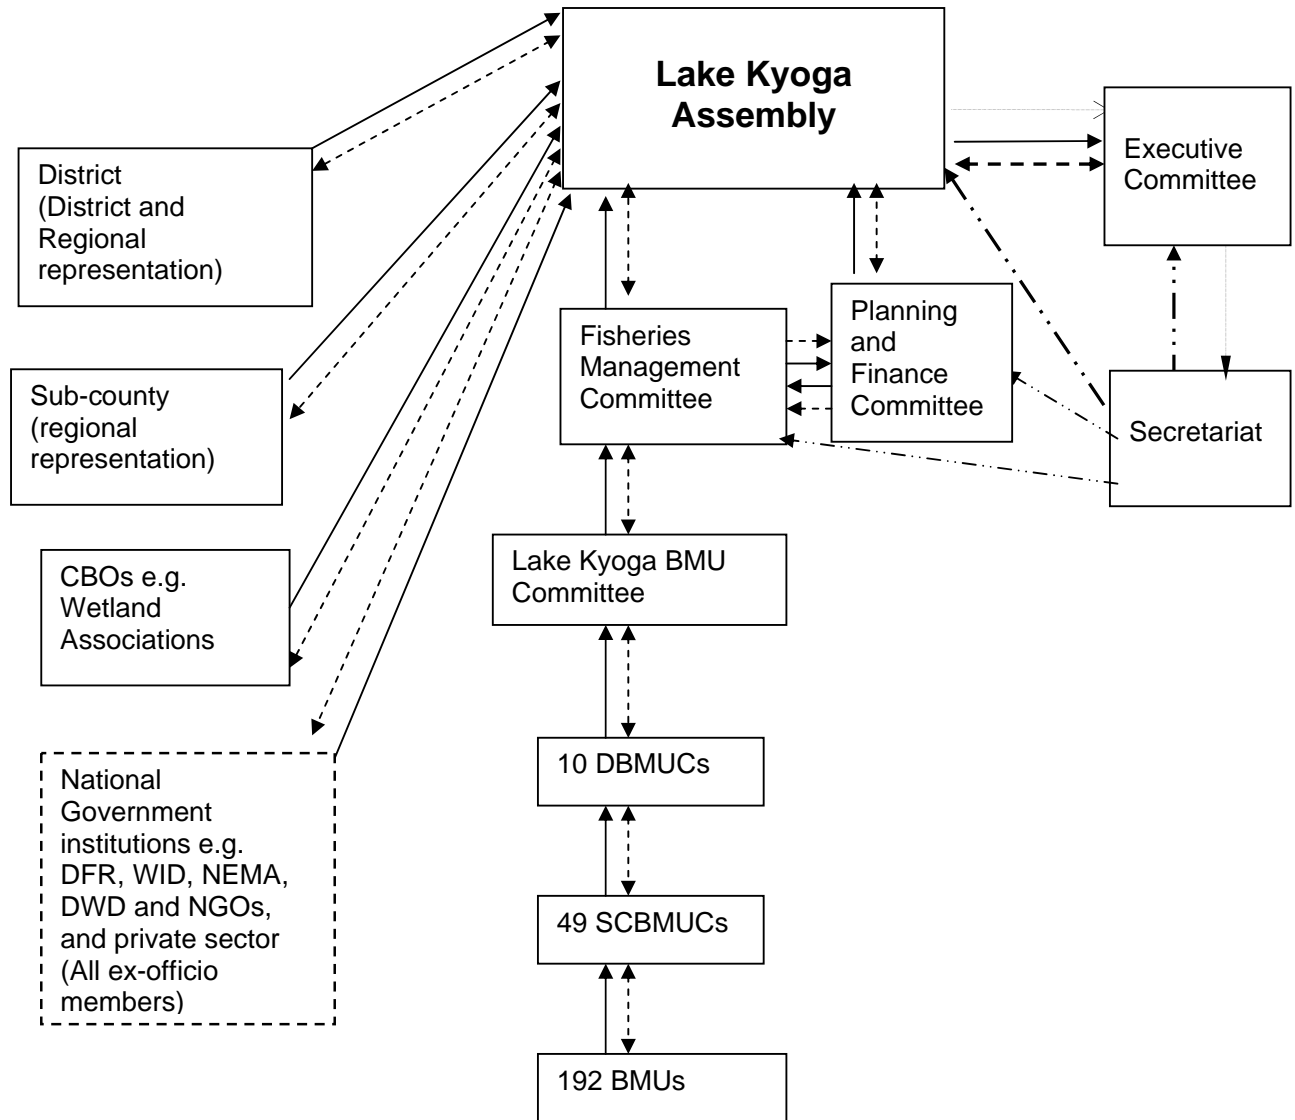 Lake Kyoga
Assembly
District
(District and
Regional
representation)
Executive
Committee
Fisheries
Management
Committee
Planning
and
Finance
Committee
Sub-county
(regional
representation)
Secretariat
CBOs e.g.
Wetland
Associations
Lake Kyoga BMU
Committee
National
Government
institutions e.g.
DFR, WID, NEMA,
DWD and NGOs,
and private sector
(All ex-officio
members)
10 DBMUCs
49 SCBMUCs
192 BMUs